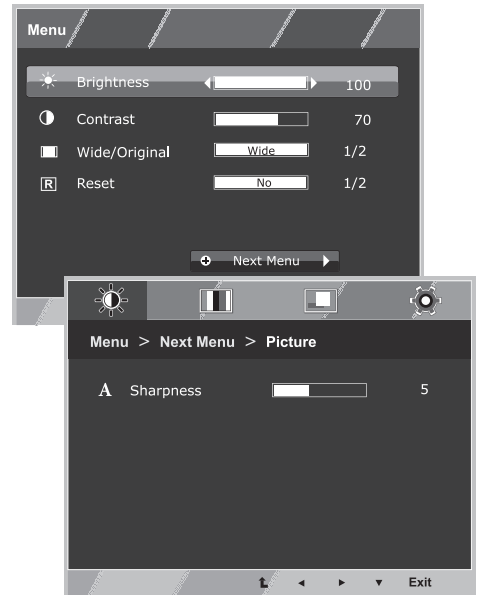 Menu
Brightness 100
Contrast 70
Wide/Original Wide 1/2
R Reset No 1/2
Next Menu
Menu > Next Menu > Picture
A Sharpness 5
Exit